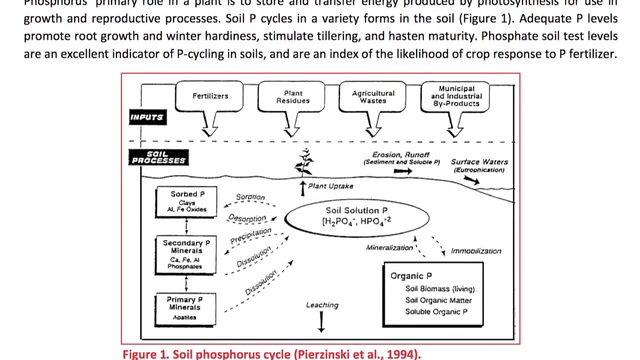 Phosphorus' primary role in a plant is to store and transfer energy produced by photosynthesis for use in
growth and reproductive processes. Soil P cycles in a variety forms in the soil (Figure 1). Adequate P levels
promote root growth and winter hardiness, stimulate tillering, and hasten maturity. Phosphate soil test levels
are an excellent indicator of P-cycling in soils, and are an index of the likelihood of crop response to P fertilizer.
Fertilizers
Plant
Residues
Agricultural
Wastes
Municipal
and Industrial
By-Products
INPUTS
SOIL
PROCESSES
Erosion, Runoff
(Sediment and Soluble P)
Surface Waters
(Eutrophication)
Plant Uptake
Sorbed P
Clays
Al, Fe Oxides
Sorption
Desorption
Soil Solution P
[H₂PO₄⁻, HPO₄⁻²
Secondary P
Minerals
Ca, Fe, Al
Phosphates
Precipitation
Dissolution
Mineralization
Immobilization
Primary P
Minerals
Apatites
Dissolution
Leaching
Organic P
Soil Biomass (living)
Soil Organic Matter
Soluble Organic P
Figure 1. Soil phosphorus cycle (Pierzinski et al., 1994).